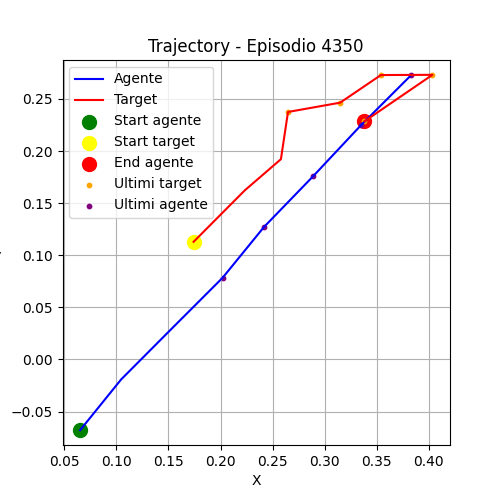 Trajectory - Episodio 4350
Agente
Target
Start agente
Start target
End agente
Ultimi target
Ultimi agente
0.25
0.20
0.15
0.10
0.05
0.00
−0.05
0.05 0.10 0.15 0.20 0.25 0.30 0.35 0.40
X